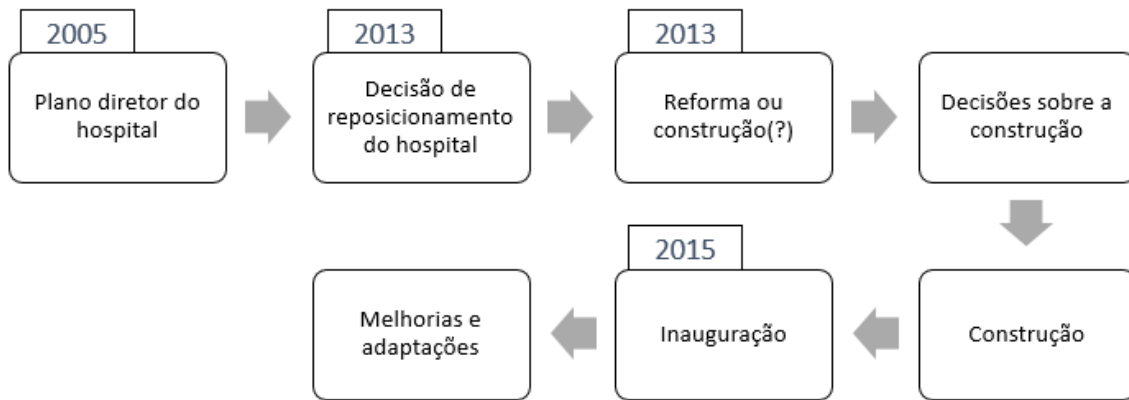 2005
Plano diretor do
hospital
2013
Decisão de
reposicionamento
do hospital
2013
Reforma ou
construção(?)
Decisões sobre a
construção
Construção
2015
Inauguração
Melhorias e
adaptações